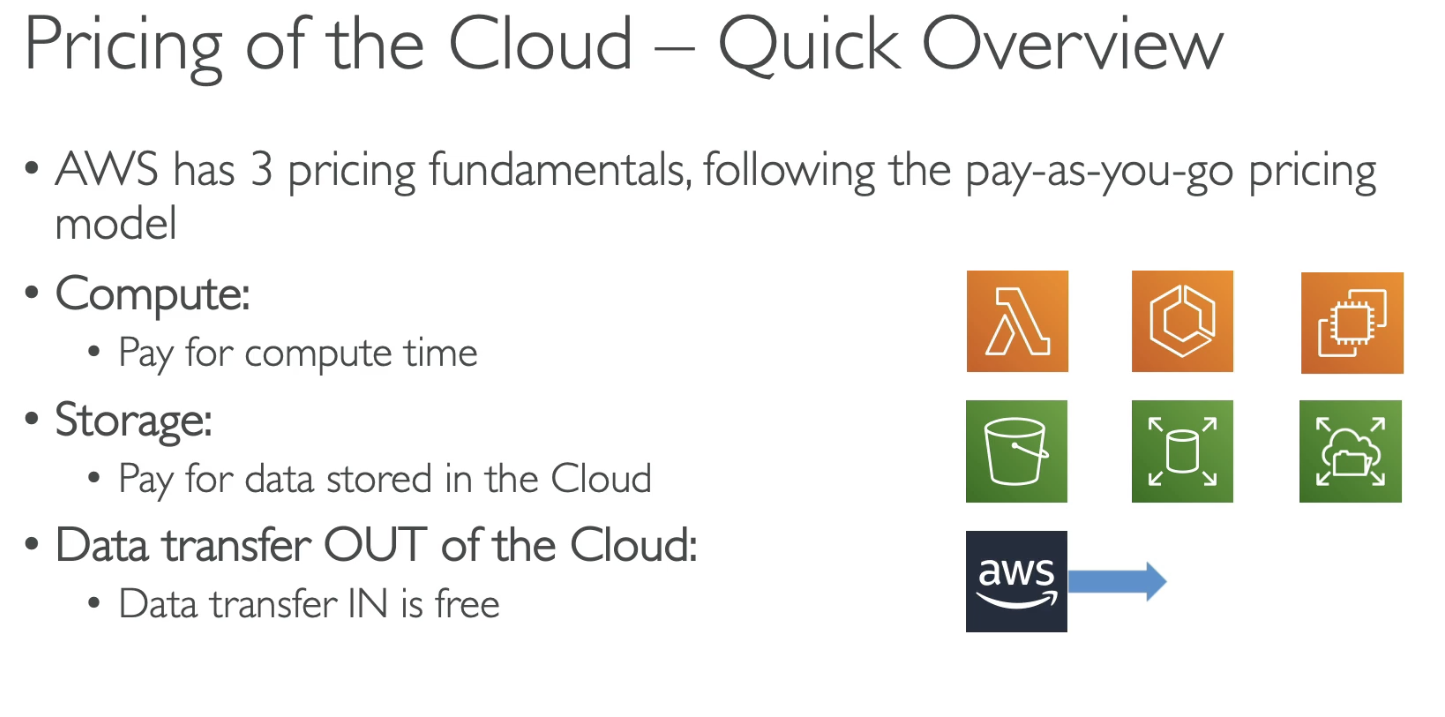 Pricing of the Cloud – Quick Overview
• AWS has 3 pricing fundamentals, following the pay-as-you-go pricing
model
• Compute:
• Pay for compute time
• Storage:
• Pay for data stored in the Cloud
• Data transfer OUT of the Cloud:
• Data transfer IN is free
aws